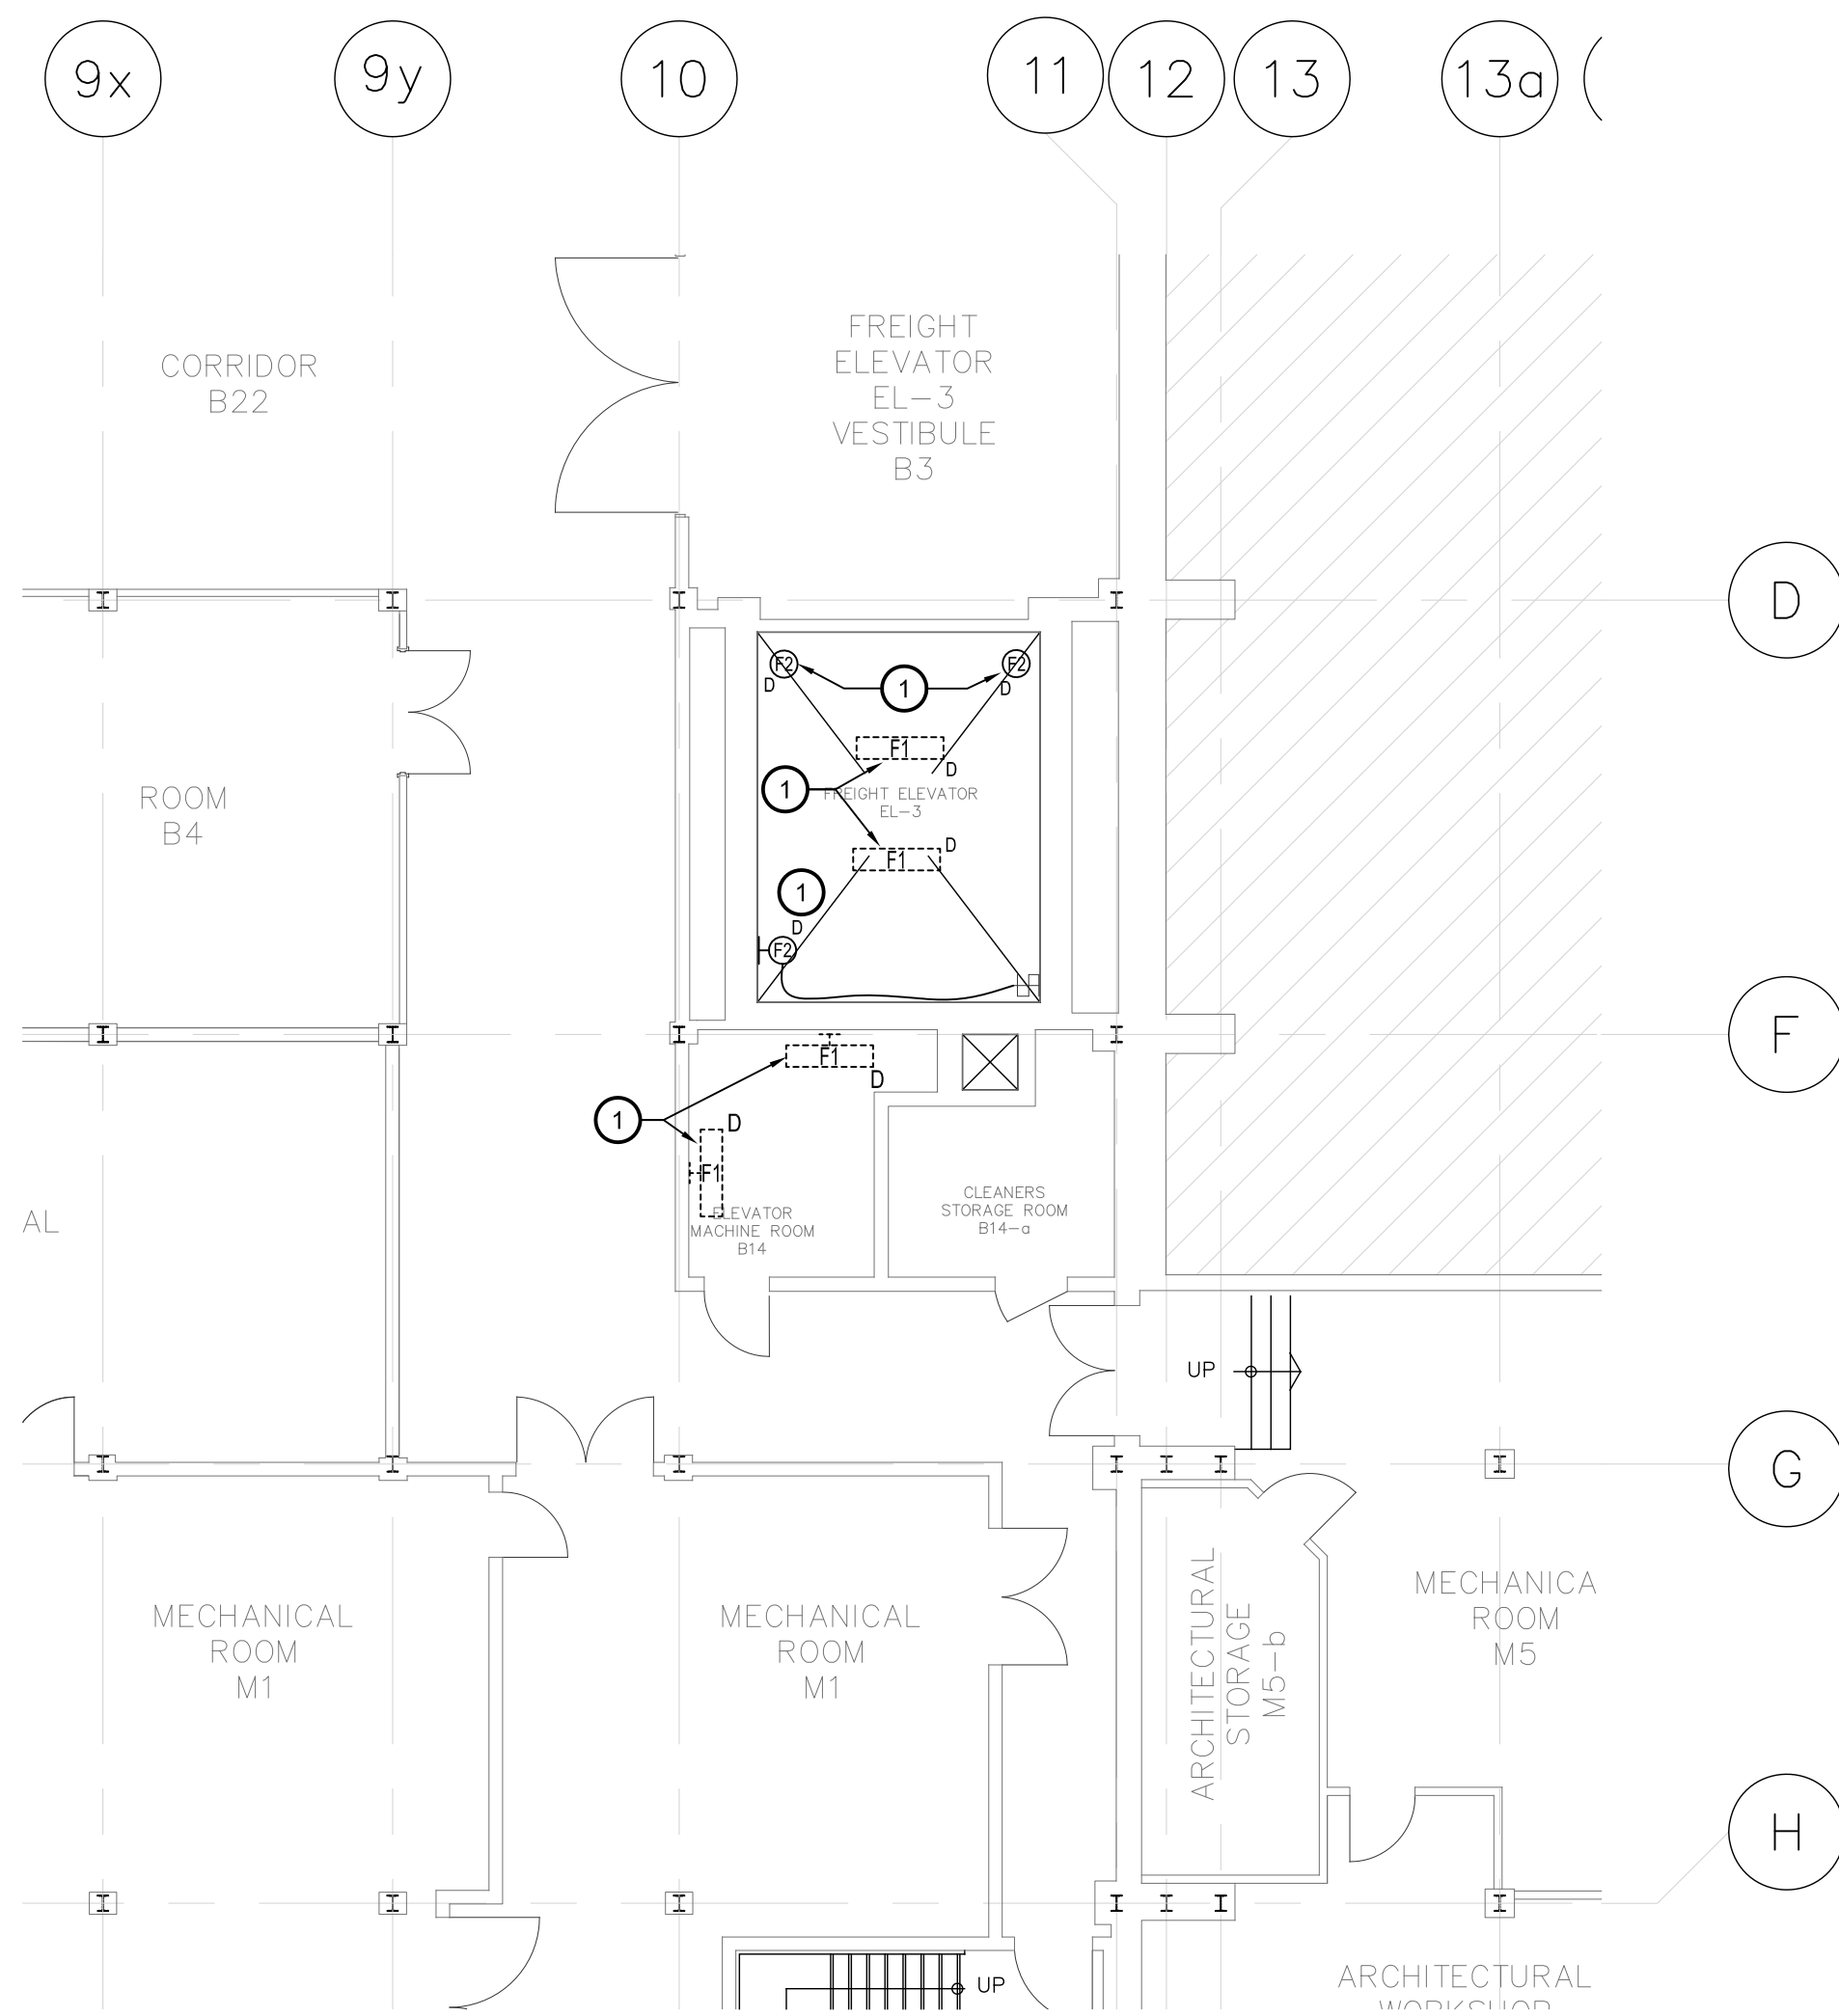 9x
9y
10
11
12
13
13a
FREIGHT
ELEVATOR
EL-3
VESTIBULE
B3
CORRIDOR
B22
D
F2
D
1
F2
D
F1
D
1
FREIGHT ELEVATOR
EL-3
ROOM
B4
D
F1
1
D
F2
F
F1
D
1
D
F1
ELEVATOR
MACHINE ROOM
B14
CLEANERS
STORAGE ROOM
B14-a
AL
UP
G
MECHANICAL
ROOM
M1
MECHANICAL
ROOM
M1
ARCHITECTURAL
STORAGE
M5-b
MECHANICA
ROOM
M5
H
UP
ARCHITECTURAL
WORKSHOP